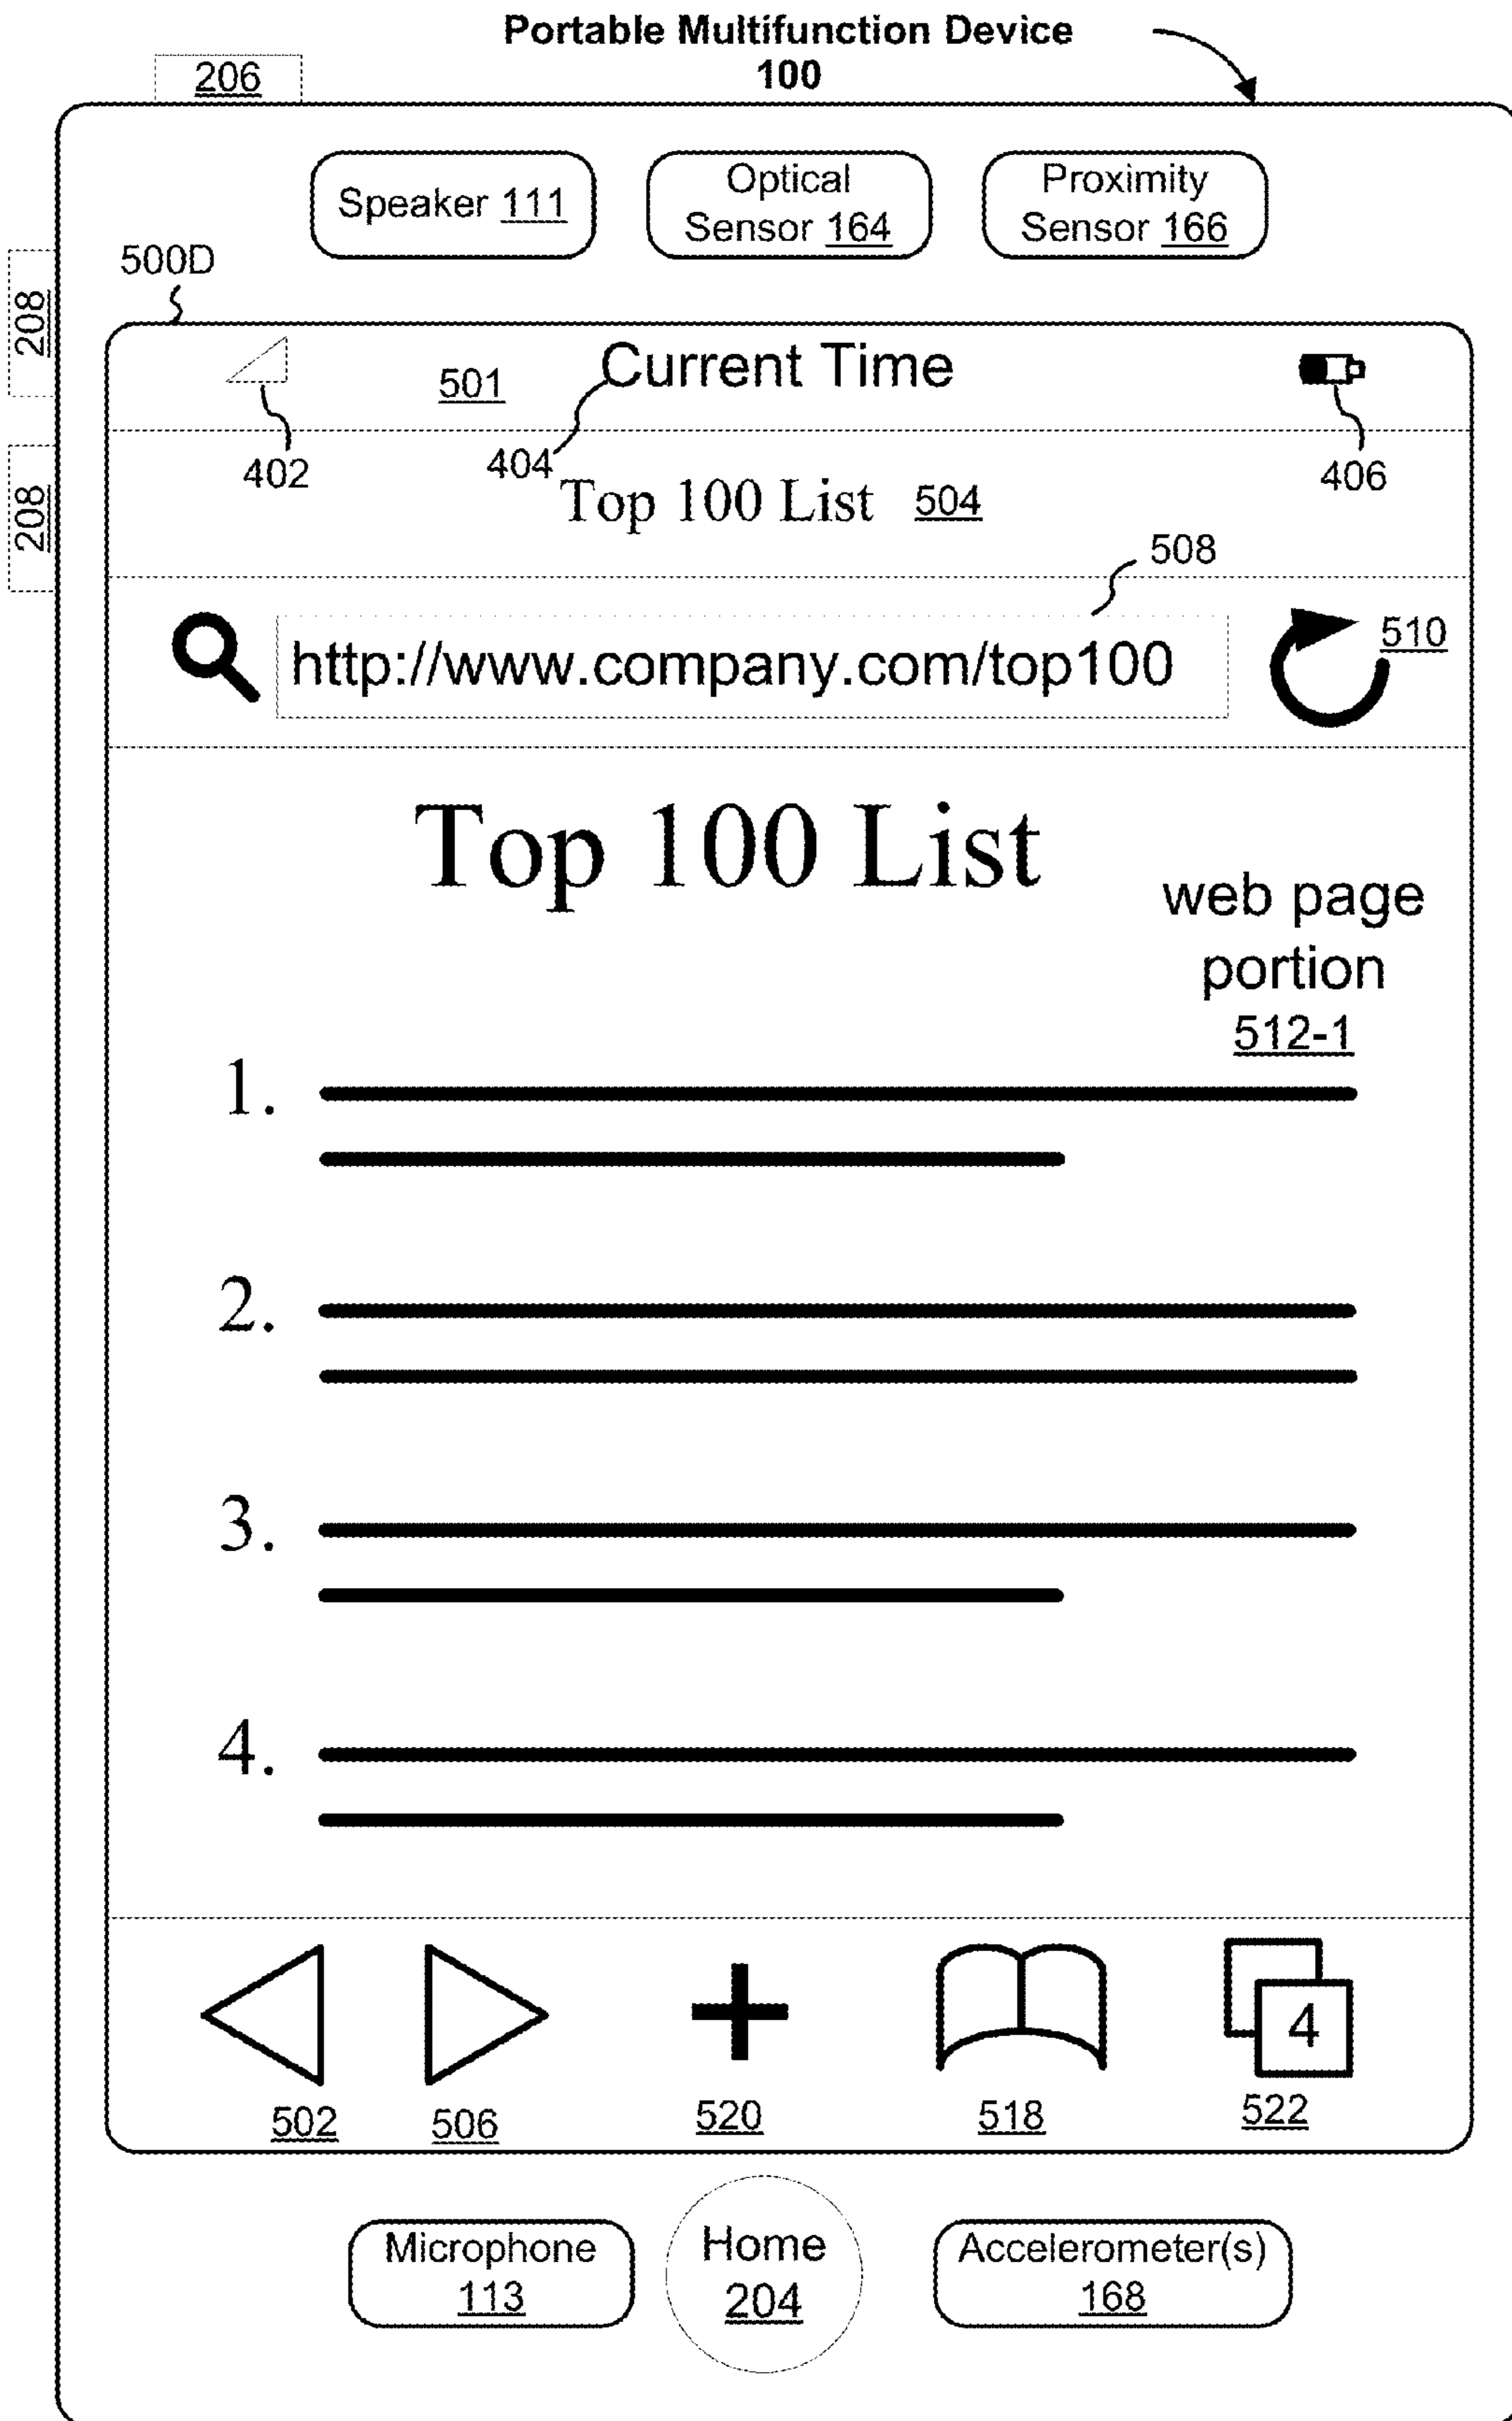 Portable Multifunction Device
100
206
Speaker 111
Optical
Sensor 164
Proximity
Sensor 166
208
208
500D
501
Current Time
402
404
406
Top 100 List 504
508
http://www.company.com/top100
510
Top 100 List
web page
portion
512-1
1.
2.
3.
4.
4
502
506
520
518
522
Microphone
113
Home
204
Accelerometer(s)
168